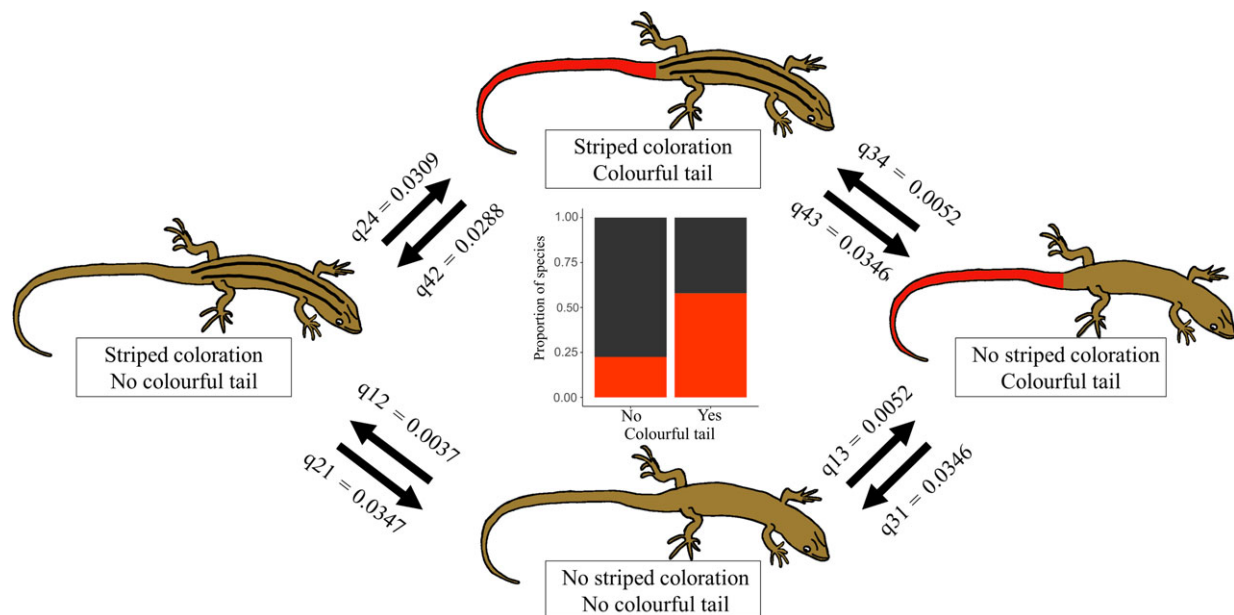 Striped coloration
Colourful tail
q24 = 0.0309
q42 = 0.0288
q34 = 0.0052
q43 = 0.0346
Striped coloration
No colourful tail
1.00
0.75
0.50
0.25
0.00
Proportion of species
No Yes
Colourful tail
No striped coloration
Colourful tail
q12 = 0.0037
q21 = 0.0347
q13 = 0.0052
q31 = 0.0346
No striped coloration
No colourful tail